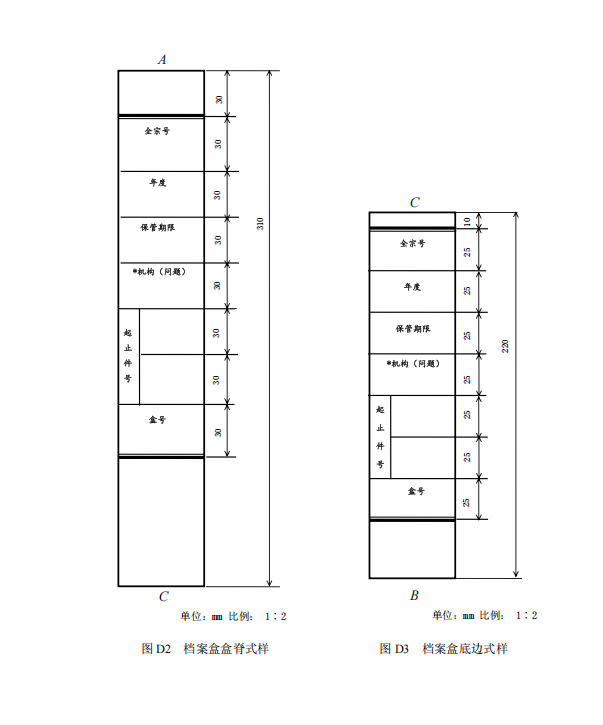 A
30
全宗号
30
年度
30
保管期限
30
*机构（问题）
30
起止件号
30
30
盒号
30
310
C
单位：mm 比例： 1：2
图 D2 档案盒盒脊式样
C
10
全宗号
25
年度
25
保管期限
25
*机构（问题）
25
起止件号
25
25
盒号
25
220
B
单位：mm 比例： 1：2
图 D3 档案盒底边式样